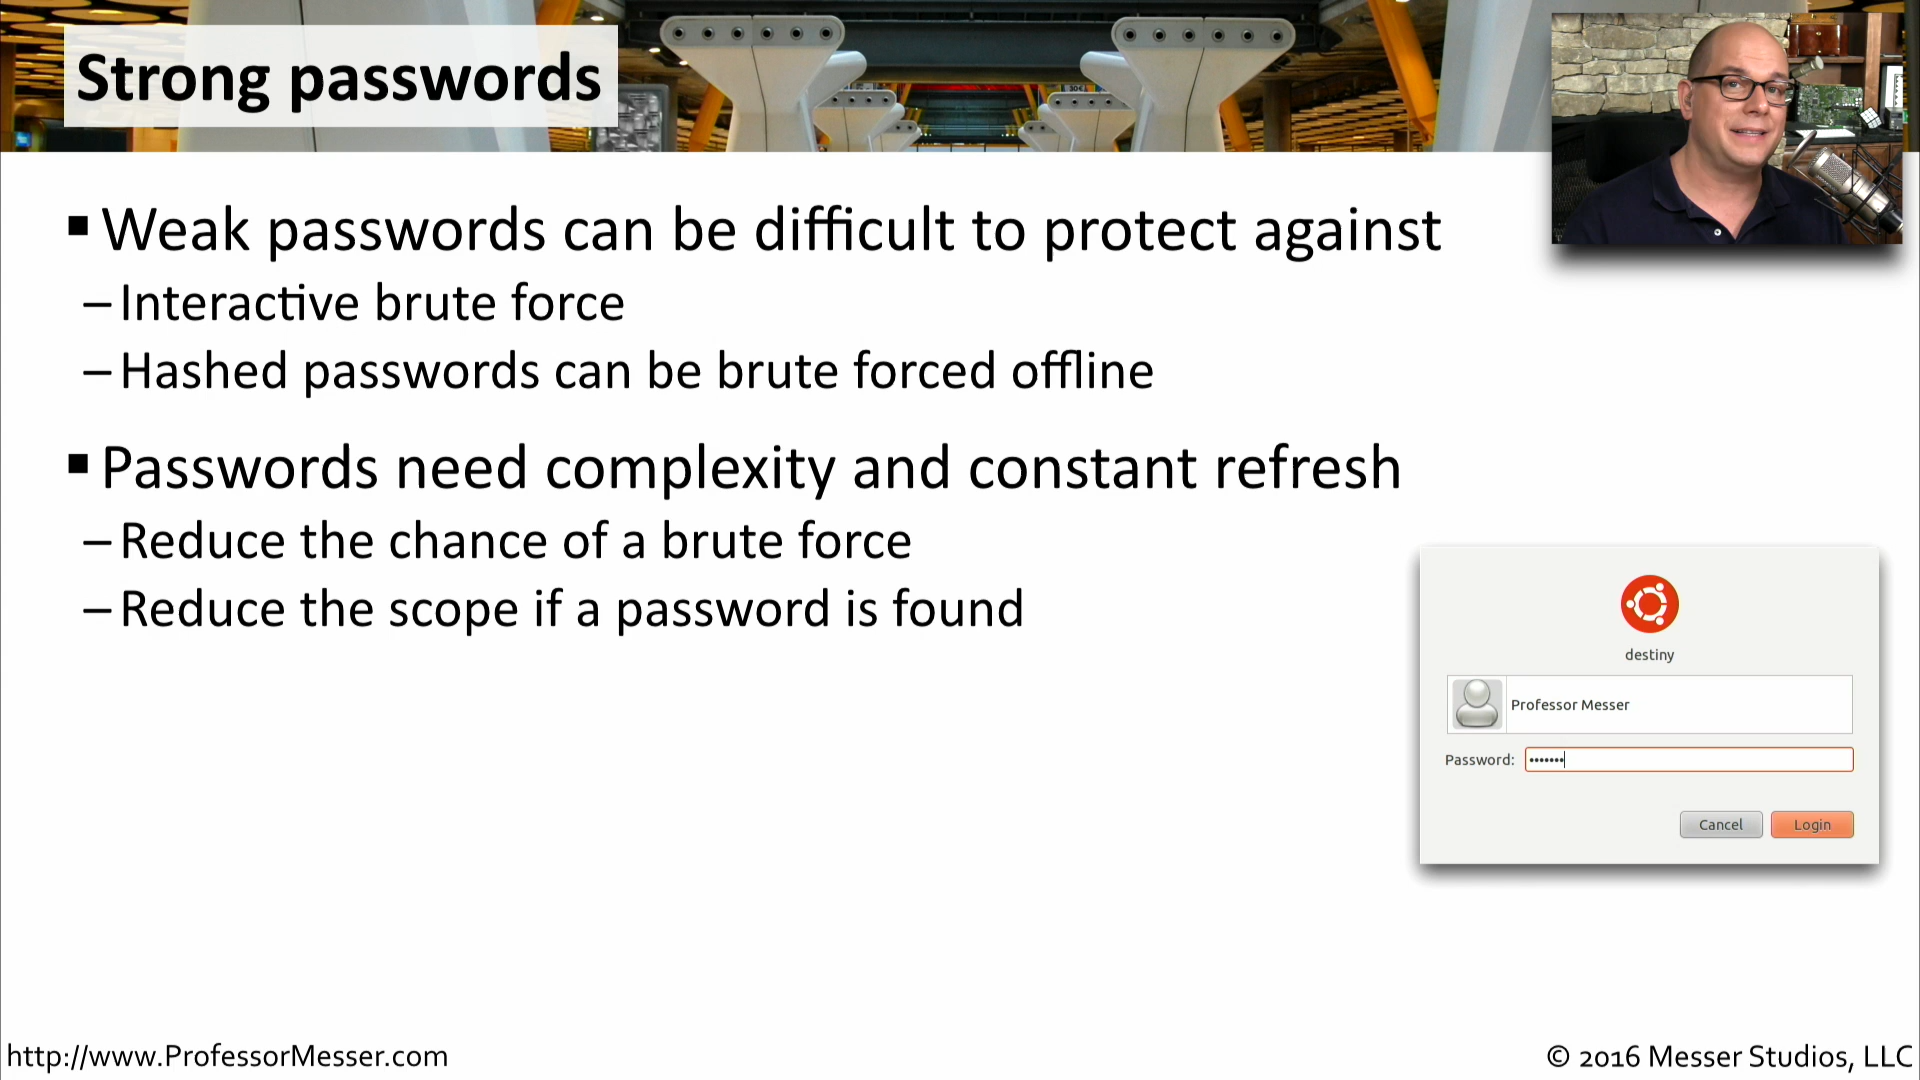 Strong passwords
▪ Weak passwords can be difficult to protect against
– Interactive brute force
– Hashed passwords can be brute forced offline
▪ Passwords need complexity and constant refresh
– Reduce the chance of a brute force
– Reduce the scope if a password is found
destiny
Professor Messer
Password: •••••••
Cancel Login
http://www.ProfessorMesser.com
© 2016 Messer Studios, LLC